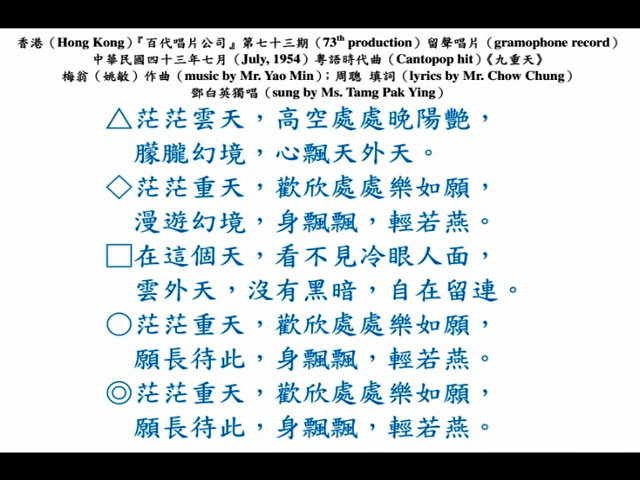 香港（Hong Kong）『百代唱片公司』第七十三期（73th production）留聲唱片（gramophone record）
中華民國四十三年七月（July, 1954）粵語時代曲（Cantopop hit）《九重天》
梅翁（姚敏）作曲（music by Mr. Yao Min）；周聰 填詞（lyrics by Mr. Chow Chung）
鄧白英獨唱（sung by Ms. Tamg Pak Ying）
△茫茫雲天，高空處處晚陽艷，
朦朧幻境，心飄天外天。
◇茫茫重天，歡欣處處樂如願，
漫遊幻境，身飄飄，輕若燕。
□在這個天，看不見冷眼人面，
雲外天，沒有黑暗，自在留連。
○茫茫重天，歡欣處處樂如願，
願長待此，身飄飄，輕若燕。
◎茫茫重天，歡欣處處樂如願，
願長待此，身飄飄，輕若燕。